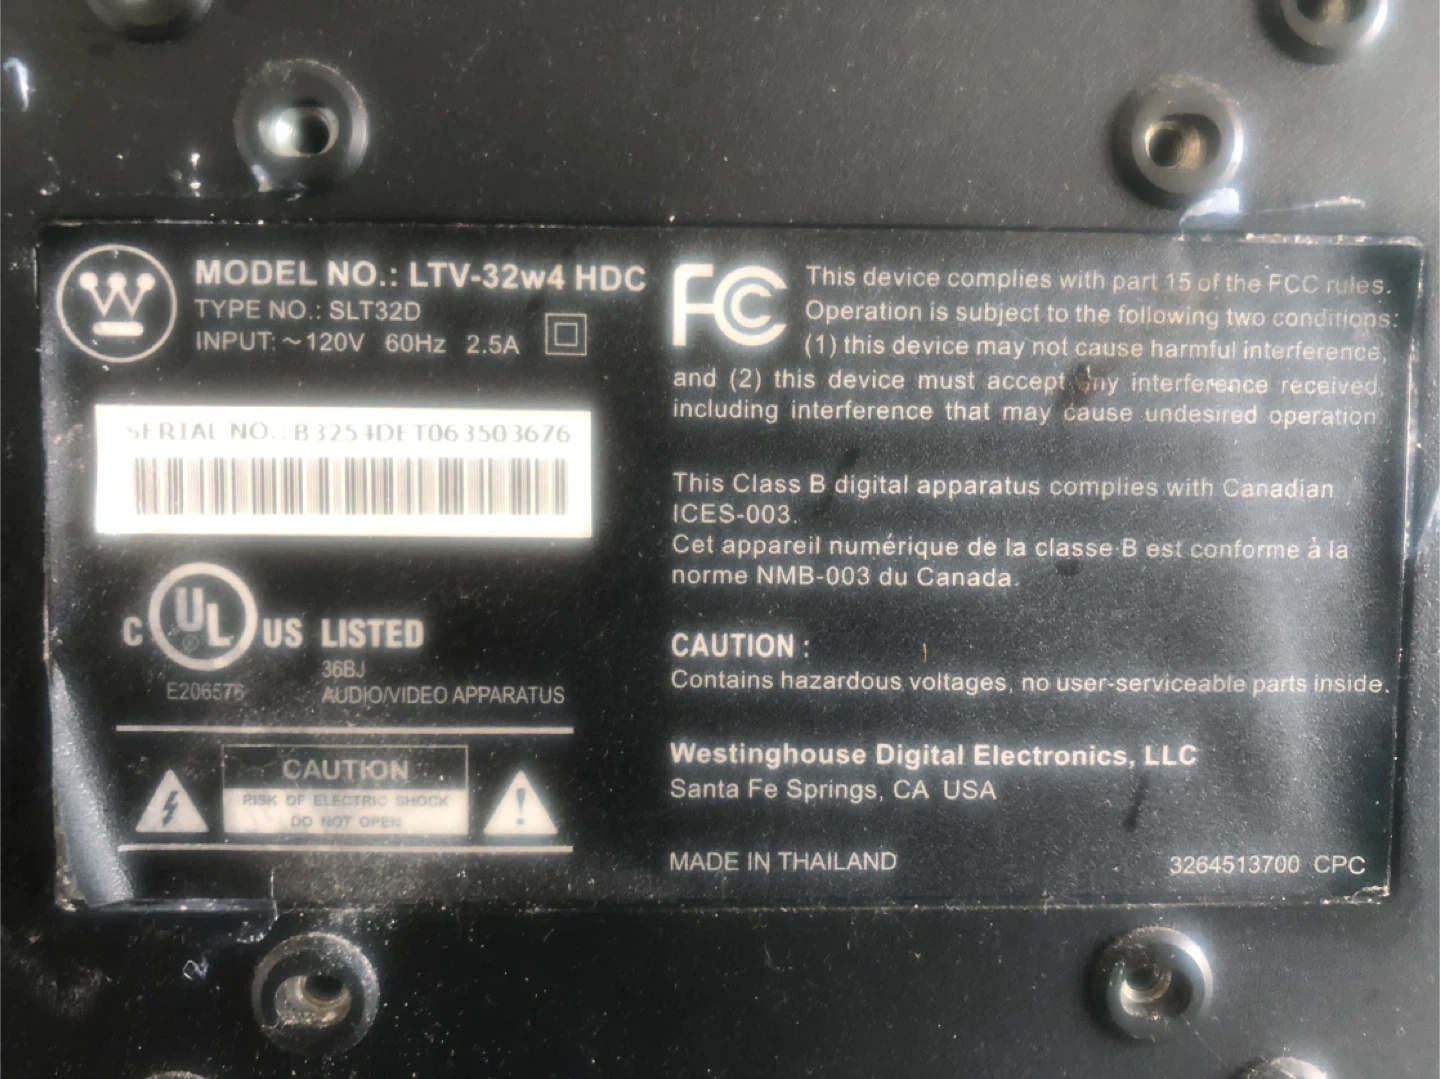 MODEL NO.: LTV-32w4 HDC
TYPE NO.: SLT32D
INPUT: ~120V 60Hz 2.5A
SERIAL NO.: B3254DET063503676
C UL US LISTED
36BJ
E206576
AUDIO/VIDEO APPARATUS
CAUTION
RISK OF ELECTRIC SHOCK
DO NOT OPEN
FC This device complies with part 15 of the FCC rules.
Operation is subject to the following two conditions:
(1) this device may not cause harmful interference,
and (2) this device must accept any interference received,
including interference that may cause undesired operation
This Class B digital apparatus complies with Canadian
ICES-003.
Cet appareil numérique de la classe B est conforme à la
norme NMB-003 du Canada.
CAUTION :
Contains hazardous voltages, no user-serviceable parts inside.
Westinghouse Digital Electronics, LLC
Santa Fe Springs, CA USA
MADE IN THAILAND
3264513700 CPC